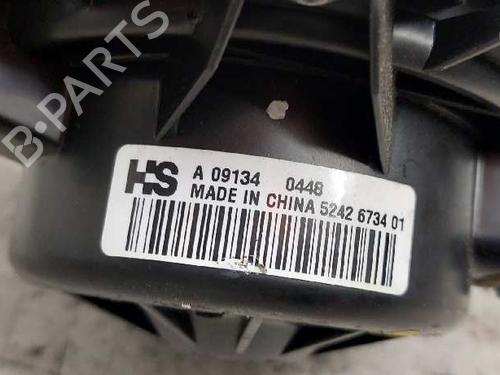 B-PARTS
HS A 09134 0448
MADE IN CHINA 5242 6734 01